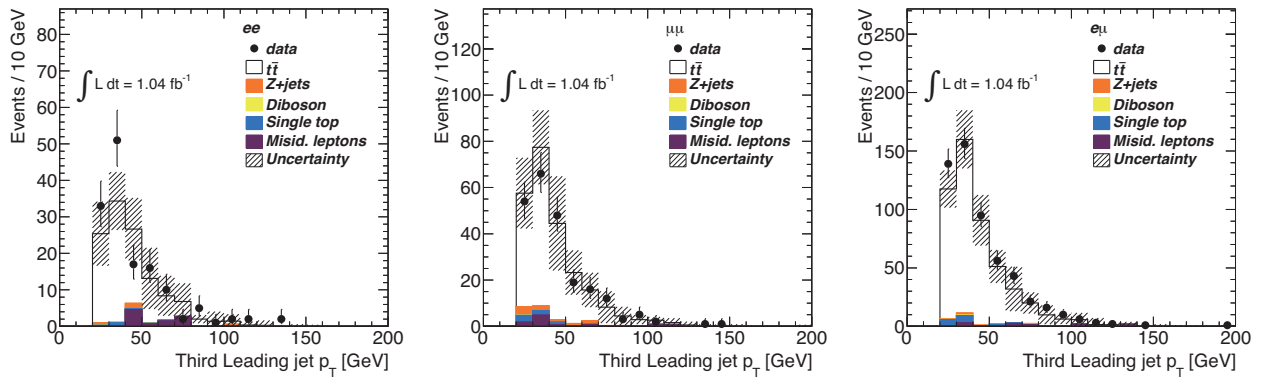 Events / 10 GeV
80
70
60
50
40
30
20
10
0
ee
data
tt̄
Z+jets
Diboson
Single top
Misid. leptons
Uncertainty
∫ L dt = 1.04 fb⁻¹
0 50 100 150 200
Third Leading jet p_T [GeV]
Events / 10 GeV
120
100
80
60
40
20
0
μμ
data
tt̄
Z+jets
Diboson
Single top
Misid. leptons
Uncertainty
∫ L dt = 1.04 fb⁻¹
0 50 100 150 200
Third Leading jet p_T [GeV]
Events / 10 GeV
250
200
150
100
50
0
eμ
data
tt̄
Z+jets
Diboson
Single top
Misid. leptons
Uncertainty
∫ L dt = 1.04 fb⁻¹
0 50 100 150 200
Third Leading jet p_T [GeV]